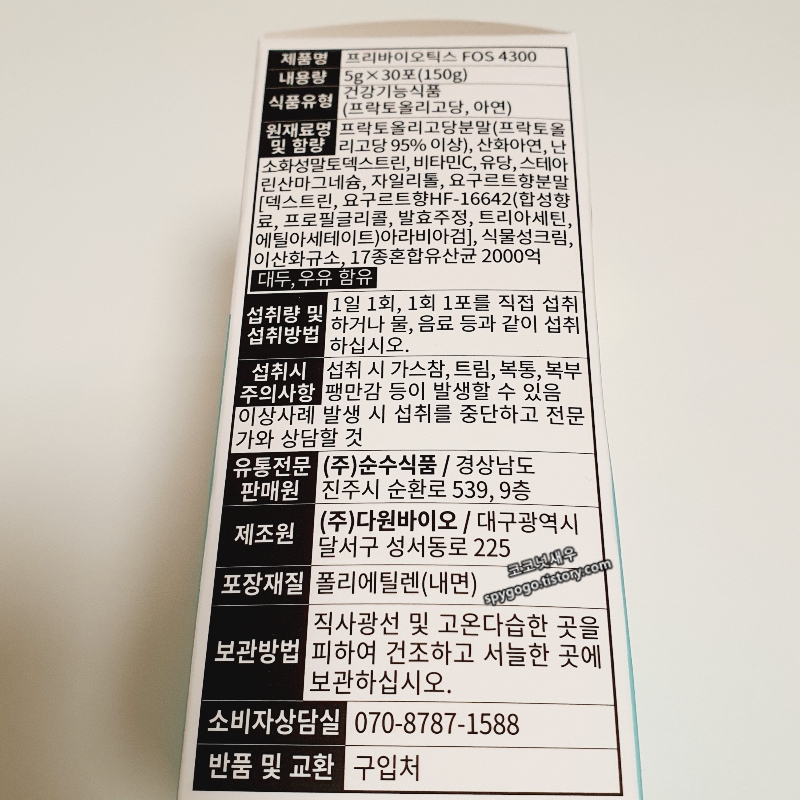 제품명 프리바이오틱스 FOS 4300
내용량 5g×30포(150g)
식품유형 건강기능식품
(프락토올리고당, 아연)
원재료명 프락토올리고당분말(프락토올
및 함량 리고당 95% 이상), 산화아연, 난
소화성말토덱스트린, 비타민C, 유당, 스테아
린산마그네슘, 자일리톨, 요구르트향분말
[덱스트린, 요구르트향HF-16642(합성향
료, 프로필글리콜, 발효주정, 트리아세틴,
에틸아세테이트)아라비아검], 식물성크림,
이산화규소, 17종혼합유산균 2000억
대두, 우유 함유
섭취량 및 1일 1회, 1회 1포를 직접 섭취
섭취방법 하거나 물, 음료 등과 같이 섭취
하십시오.
섭취시 섭취 시 가스참, 트림, 복통, 복부
주의사항 팽만감 등이 발생할 수 있음
이상사례 발생 시 섭취를 중단하고 전문
가와 상담할 것
유통전문 (주)순수식품 / 경상남도
판매원 진주시 순환로 539, 9층
제조원 (주)다원바이오 / 대구광역시
달서구 성서동로 225
코코넛새우
spygogo.tistory.com
포장재질 폴리에틸렌(내면)
보관방법 직사광선 및 고온다습한 곳을
피하여 건조하고 서늘한 곳에
보관하십시오.
소비자상담실 070-8787-1588
반품 및 교환 구입처